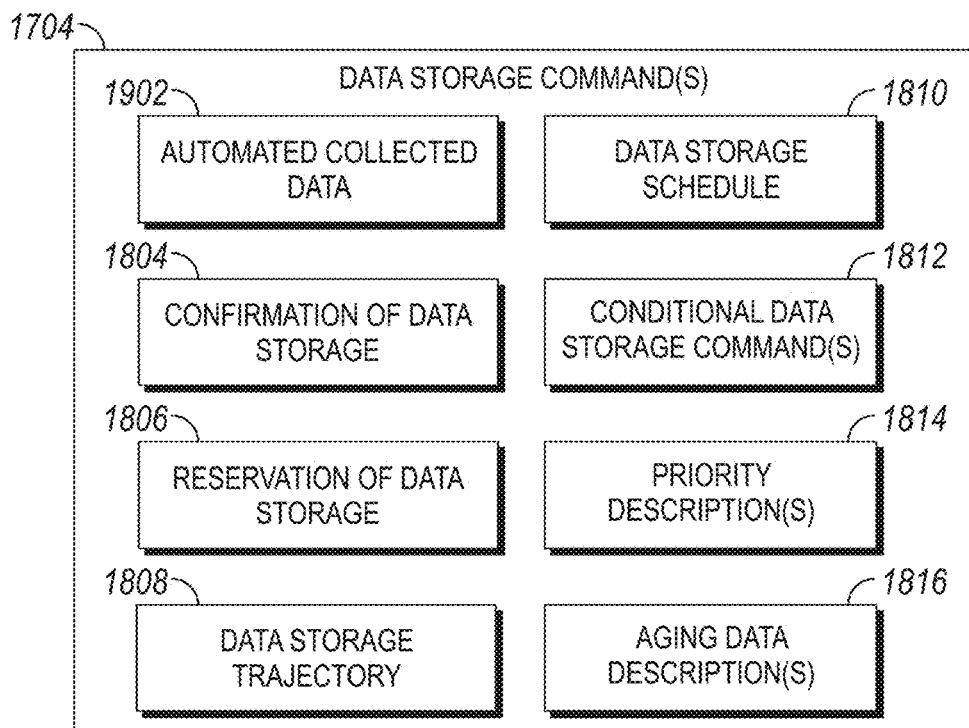 1704
DATA STORAGE COMMAND(S)
1902
AUTOMATED COLLECTED
DATA
1810
DATA STORAGE
SCHEDULE
1804
CONFIRMATION OF DATA
STORAGE
1812
CONDITIONAL DATA
STORAGE COMMAND(S)
1806
RESERVATION OF DATA
STORAGE
1814
PRIORITY
DESCRIPTION(S)
1808
DATA STORAGE
TRAJECTORY
1816
AGING DATA
DESCRIPTION(S)